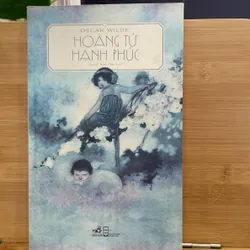 OSCAR WILDE
HOÀNG TỬ
HẠNH PHÚC